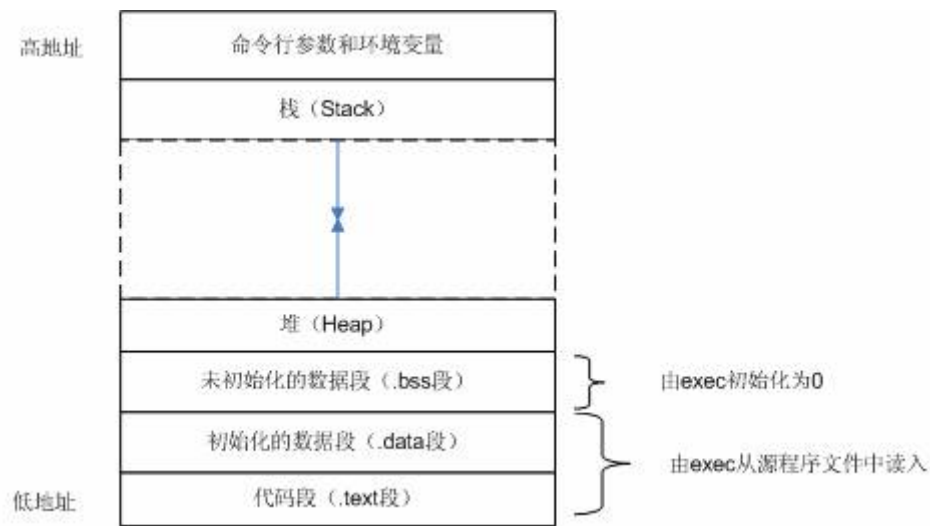 高地址
命令行参数和环境变量
栈（Stack）
堆（Heap）
未初始化的数据段（.bss段）
由exec初始化为0
初始化的数据段（.data段）
由exec从源程序文件中读入
低地址
代码段（.text段）